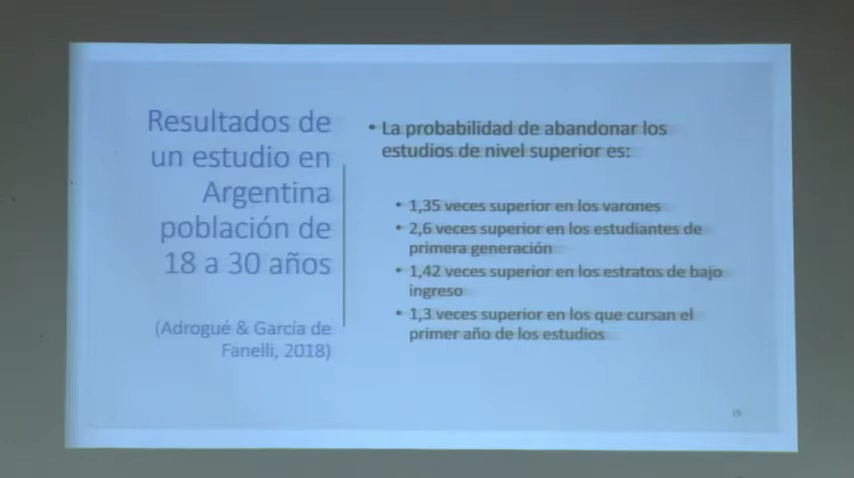 Resultados de
un estudio en
Argentina
población de
18 a 30 años
(Adrogué & García de
Fanelli, 2018)
• La probabilidad de abandonar los
estudios de nivel superior es:
• 1,35 veces superior en los varones
• 2,6 veces superior en los estudiantes de
primera generación
• 1,42 veces superior en los estratos de bajo
ingreso
• 1,3 veces superior en los que cursan el
primer año de los estudios